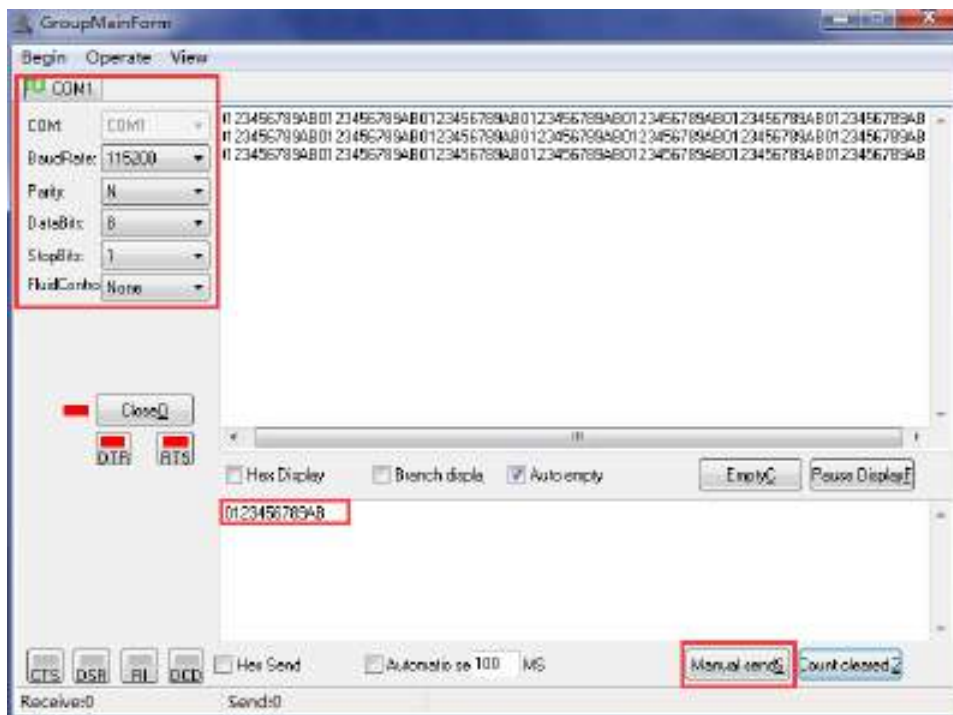 GroupMainForm
Begin Operate View
COM1
COM: COM1
BaudRate: 115200
Parity: N
DataBits: 8
StopBits: 1
FluidContro None
0123456789AB0123456789AB0123456789AB0123456789AB0123456789AB0123456789AB0123456789AB
0123456789AB0123456789AB0123456789AB0123456789AB0123456789AB0123456789AB0123456789AB
0123456789AB0123456789AB0123456789AB0123456789AB0123456789AB0123456789AB0123456789AB
CloseQ
DTR RTS
Hex Display Branch displa Auto empty EmptyC Pause DisplayF
0123456789AB
CTS DSR RI DCD Hex Send Automatic se 100 MS Manual sendS Count cleared Z
Receive:0 Send:0